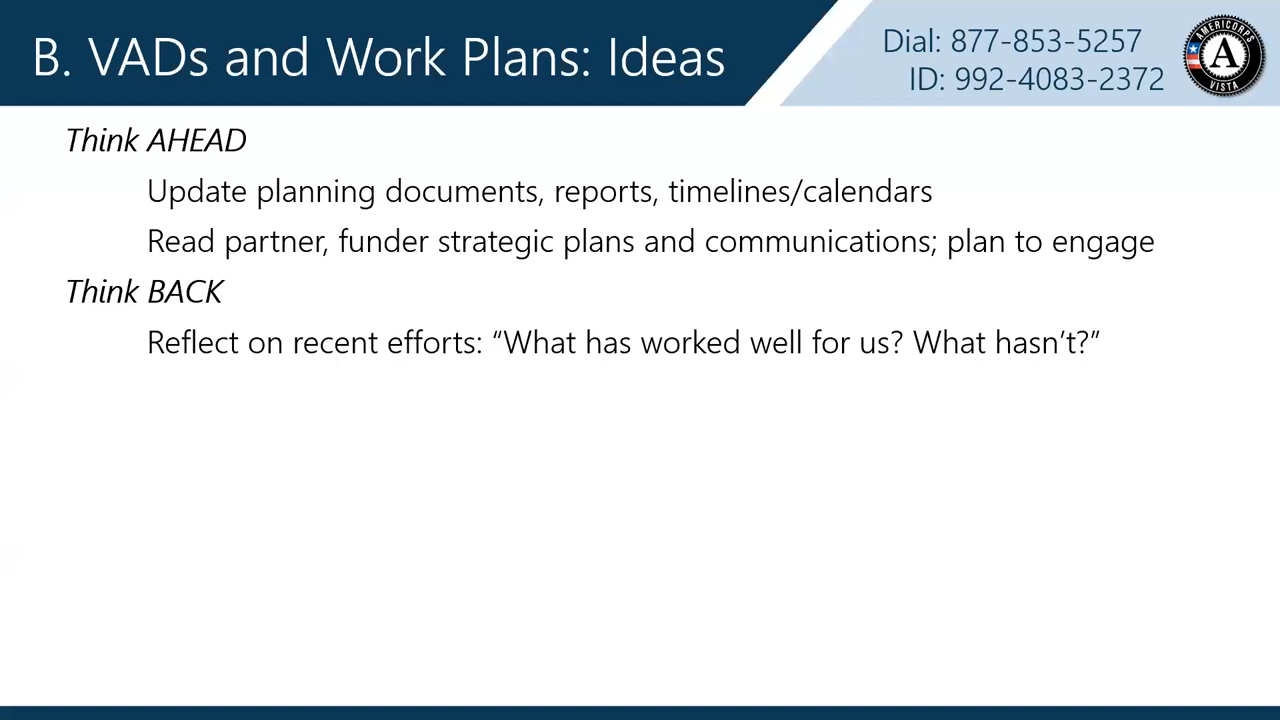 B. VADs and Work Plans: Ideas
Dial: 877-853-5257
ID: 992-4083-2372
AMERICORPS
A
VISTA
Think AHEAD
Update planning documents, reports, timelines/calendars
Read partner, funder strategic plans and communications; plan to engage
Think BACK
Reflect on recent efforts: “What has worked well for us? What hasn’t?”